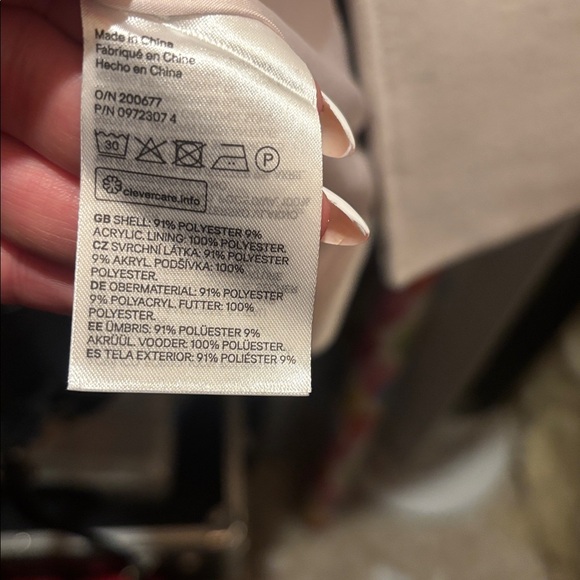 Made in China
Fabriqué en Chine
Hecho en China
O/N 200677
P/N 0972307 4
30 P
clevercare.info
GB SHELL: 91% POLYESTER 9%
ACRYLIC. LINING: 100% POLYESTER.
CZ SVRCHNÍ LÁTKA: 91% POLYESTER
9% AKRYL. PODŠÍVKA: 100%
POLYESTER.
DE OBERMATERIAL: 91% POLYESTER
9% POLYACRYL. FUTTER: 100%
POLYESTER.
EE ÜMBRIS: 91% POLÜESTER 9%
AKRÜÜL. VOODER: 100% POLÜESTER.
ES TELA EXTERIOR: 91% POLIÉSTER 9%